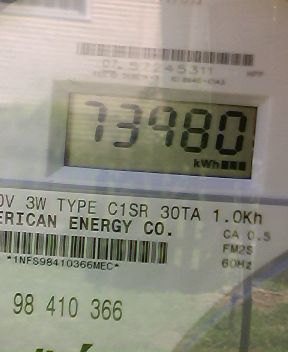 73980
kWh
0V 3W TYPE C1SR 30TA 1.0Kh
ERICAN ENERGY CO.
CA 0.5
FM2S
60Hz
*1NFS98410366MEC*
98 410 366